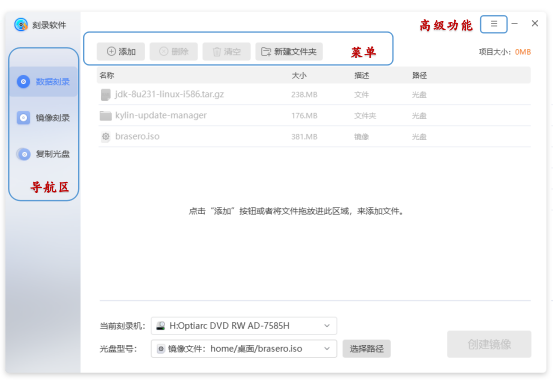 刻录软件
高级功能
添加 删除 清空 新建文件夹 菜单
项目大小: 0MB
名称 大小 描述 路径
数据刻录
jdk-8u231-linux-i586.tar.gz 238.MB 文件 光盘
kylin-update-manager 176.MB 文件夹 光盘
镜像刻录
brasero.iso 381.MB 镜像 光盘
复制光盘
导航区
点击“添加”按钮或者将文件拖放进此区域，来添加文件。
当前刻录机: H:Optiarc DVD RW AD-7585H
光盘型号: 镜像文件: home/桌面/brasero.iso 选择路径
创建镜像